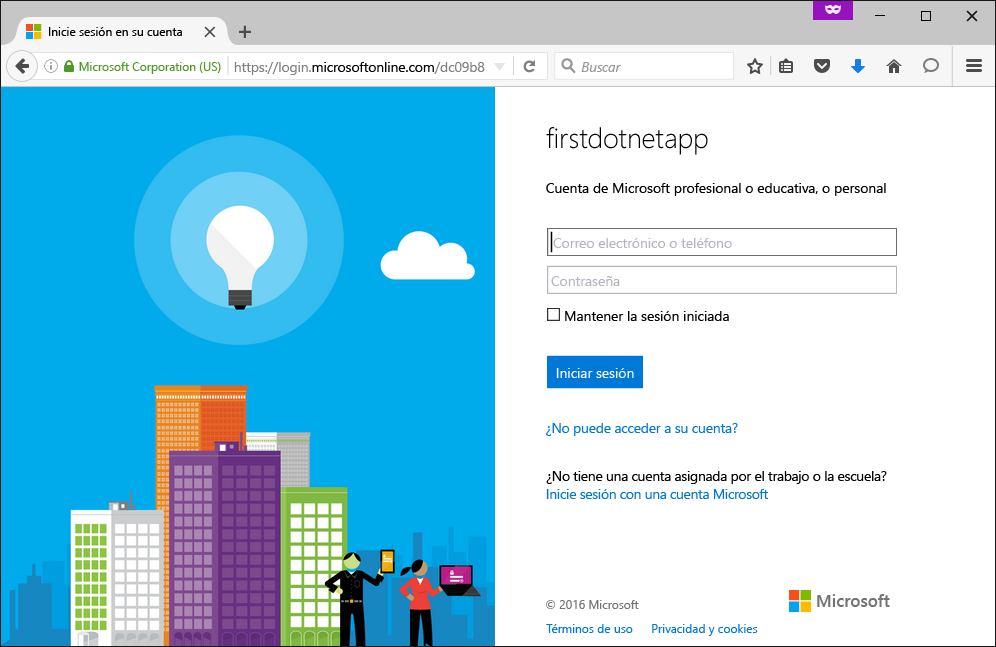 Inicie sesión en su cuenta
Microsoft Corporation (US)
https://login.microsoftonline.com/dc09b8
Buscar
firstdotnetapp
Cuenta de Microsoft profesional o educativa, o personal
Correo electrónico o teléfono
Contraseña
Mantener la sesión iniciada
Iniciar sesión
¿No puede acceder a su cuenta?
¿No tiene una cuenta asignada por el trabajo o la escuela?
Inicie sesión con una cuenta Microsoft
© 2016 Microsoft
Microsoft
Términos de uso
Privacidad y cookies